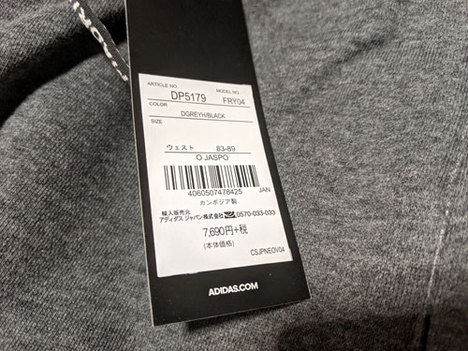 ARTICLE NO.
MODEL NO.
DP5179
FRY04
COLOR
DGREYH/BLACK
SIZE
ウェスト 83-89
O JASPO
4060507478425 JAN
カンボジア製
輸入販売元
アディダス ジャパン株式会社 0570-033-033
7,690円+税
(本体価格)
CSJPNEOV04
ADIDAS.COM